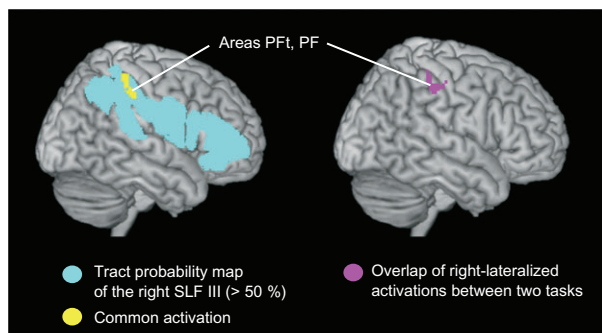 Areas PFt, PF
Tract probability map
of the right SLF III (> 50 %)
Common activation
Overlap of right-lateralized
activations between two tasks